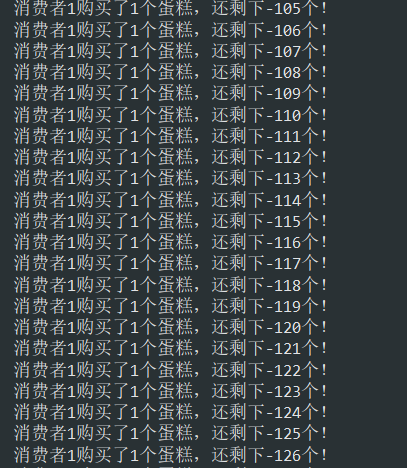 消费者1购买了1个蛋糕，还剩下-105个！
消费者1购买了1个蛋糕，还剩下-106个！
消费者1购买了1个蛋糕，还剩下-107个！
消费者1购买了1个蛋糕，还剩下-108个！
消费者1购买了1个蛋糕，还剩下-109个！
消费者1购买了1个蛋糕，还剩下-110个！
消费者1购买了1个蛋糕，还剩下-111个！
消费者1购买了1个蛋糕，还剩下-112个！
消费者1购买了1个蛋糕，还剩下-113个！
消费者1购买了1个蛋糕，还剩下-114个！
消费者1购买了1个蛋糕，还剩下-115个！
消费者1购买了1个蛋糕，还剩下-116个！
消费者1购买了1个蛋糕，还剩下-117个！
消费者1购买了1个蛋糕，还剩下-118个！
消费者1购买了1个蛋糕，还剩下-119个！
消费者1购买了1个蛋糕，还剩下-120个！
消费者1购买了1个蛋糕，还剩下-121个！
消费者1购买了1个蛋糕，还剩下-122个！
消费者1购买了1个蛋糕，还剩下-123个！
消费者1购买了1个蛋糕，还剩下-124个！
消费者1购买了1个蛋糕，还剩下-125个！
消费者1购买了1个蛋糕，还剩下-126个！